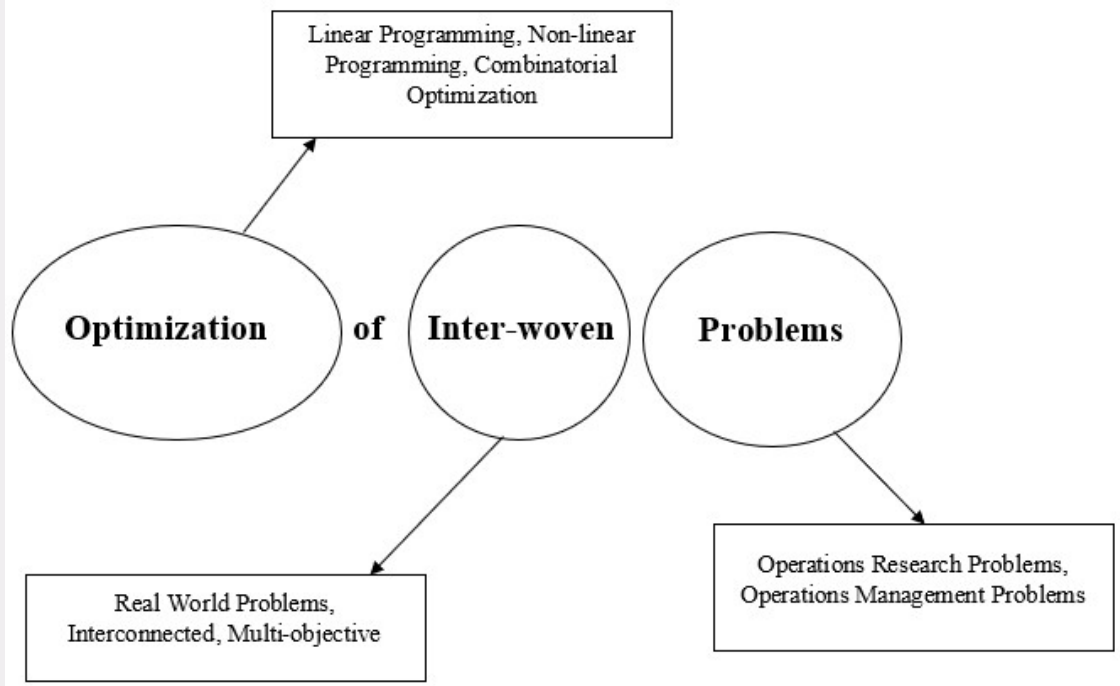 Linear Programming, Non-linear
Programming, Combinatorial
Optimization
Optimization of Inter-woven Problems
Real World Problems,
Interconnected, Multi-objective
Operations Research Problems,
Operations Management Problems